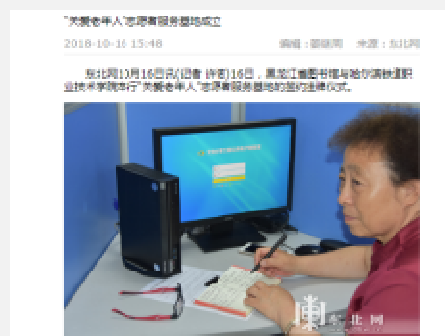 “关爱老年人”志愿者服务基地成立
2018-10-16 15:48 编辑： 来源：东北网
东北网10月16日讯(记者 许诺)16日，黑龙江省图书馆与哈尔滨铁道职
业技术学院举行“关爱老年人”志愿者服务基地的签约挂牌仪式。
东北网